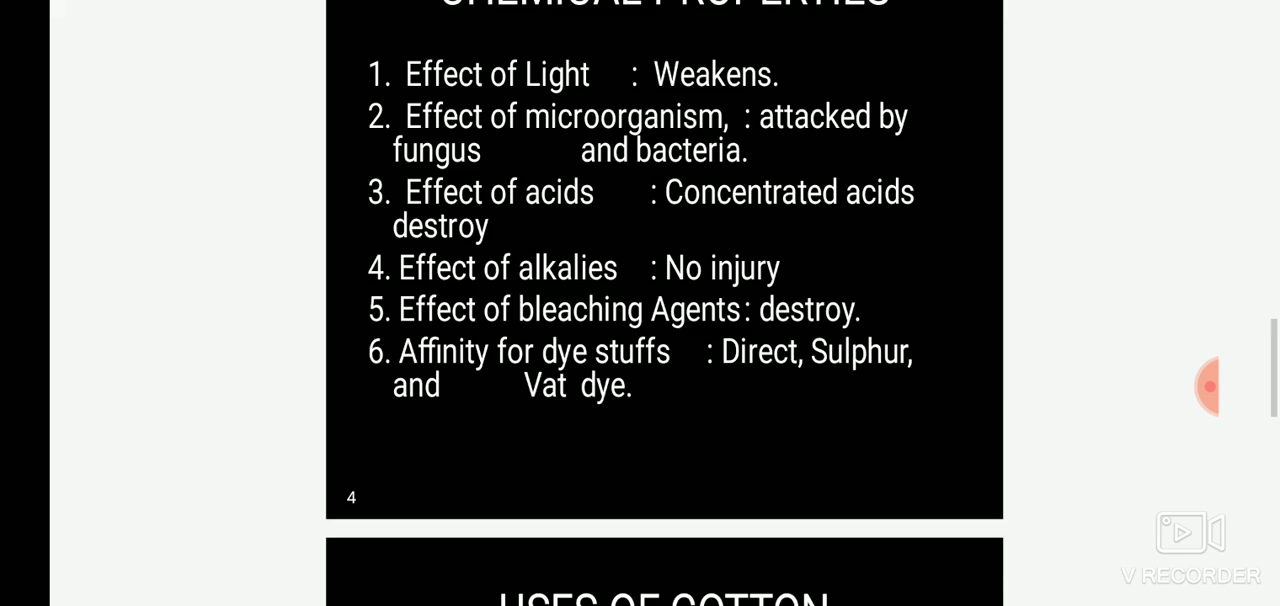 CHEMICAL PROPERTIES
1. Effect of Light : Weakens.
2. Effect of microorganism, : attacked by
fungus and bacteria.
3. Effect of acids : Concentrated acids
destroy
4. Effect of alkalies : No injury
5. Effect of bleaching Agents : destroy.
6. Affinity for dye stuffs : Direct, Sulphur,
and Vat dye.
4
USES OF COTTON
V RECORDER